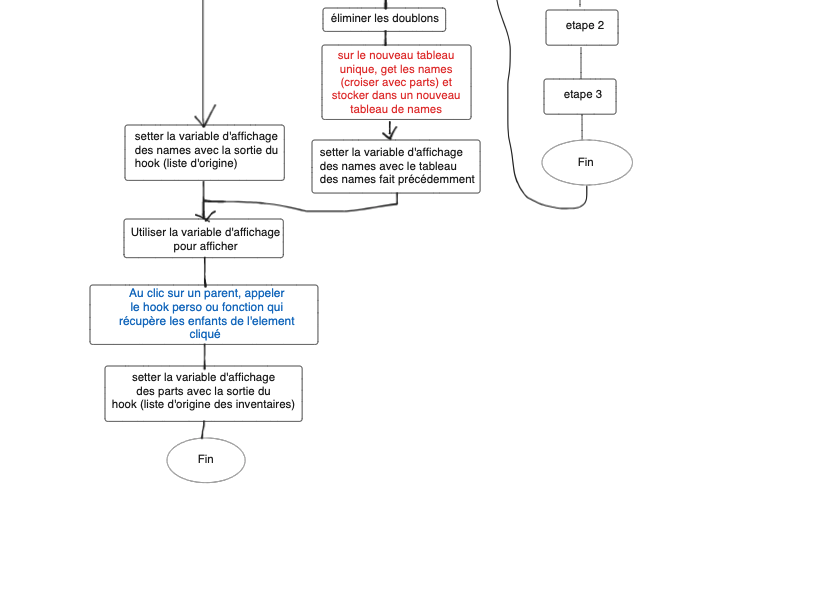 éliminer les doublons
sur le nouveau tableau
unique, get les names
(croiser avec parts) et
stocker dans un nouveau
tableau de names
setter la variable d'affichage
des names avec la sortie du
hook (liste d'origine)
setter la variable d'affichage
des names avec le tableau
des names fait précédemment
Utiliser la variable d'affichage
pour afficher
Au clic sur un parent, appeler
le hook perso ou fonction qui
récupère les enfants de l'element
cliqué
setter la variable d'affichage
des parts avec la sortie du
hook (liste d'origine des inventaires)
Fin
etape 2
etape 3
Fin